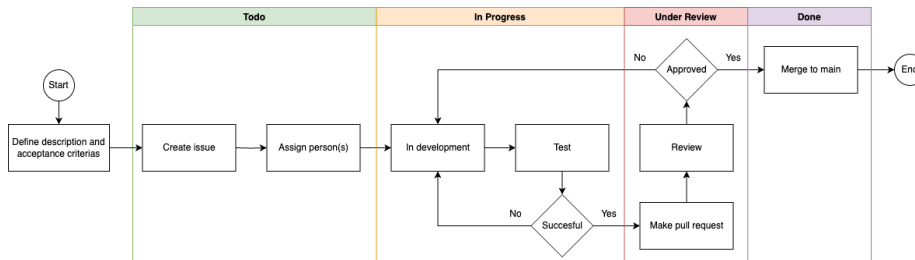 Todo
In Progress
Under Review
Done
Start
Define description and
acceptance criterias
Create issue
Assign person(s)
In development
Test
Succesful
No
Yes
Make pull request
Review
Approved
No
Yes
Merge to main
End